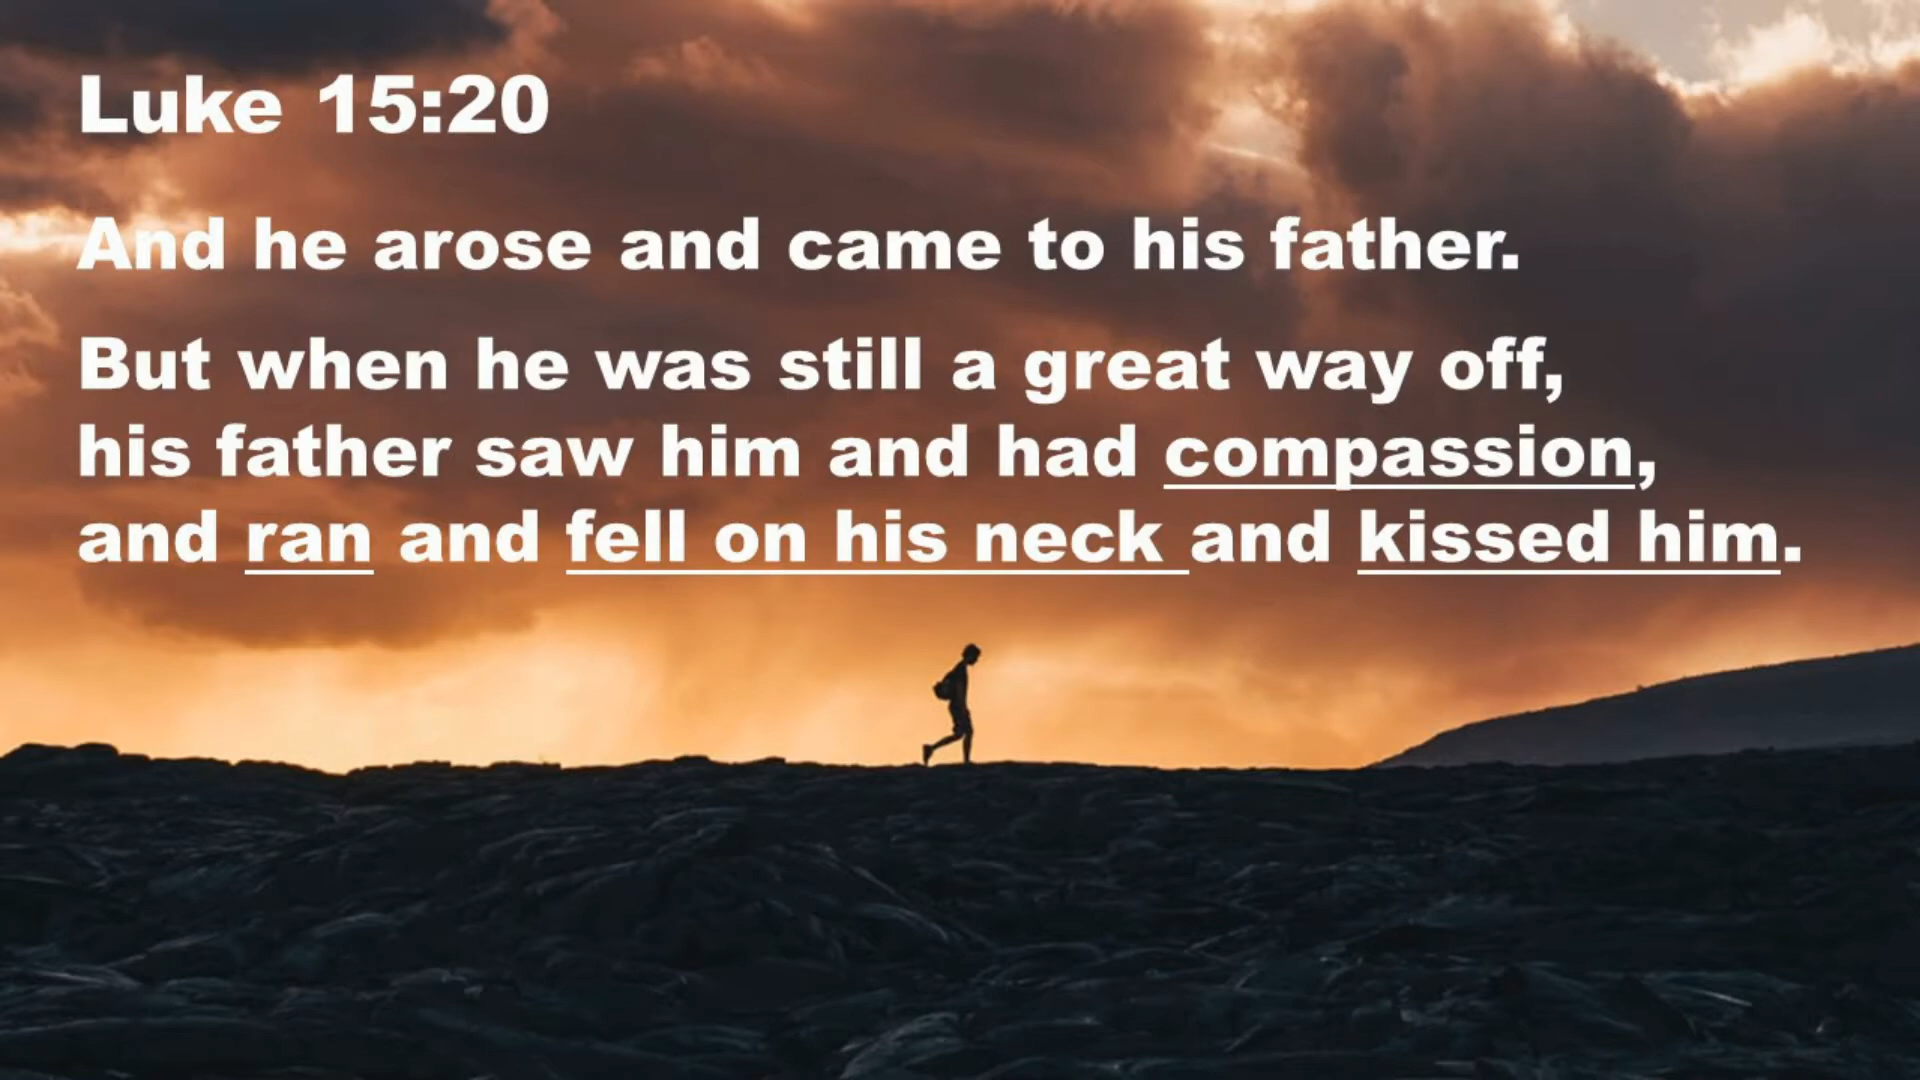 Luke 15:20
And he arose and came to his father.
But when he was still a great way off,
his father saw him and had compassion,
and ran and fell on his neck and kissed him.